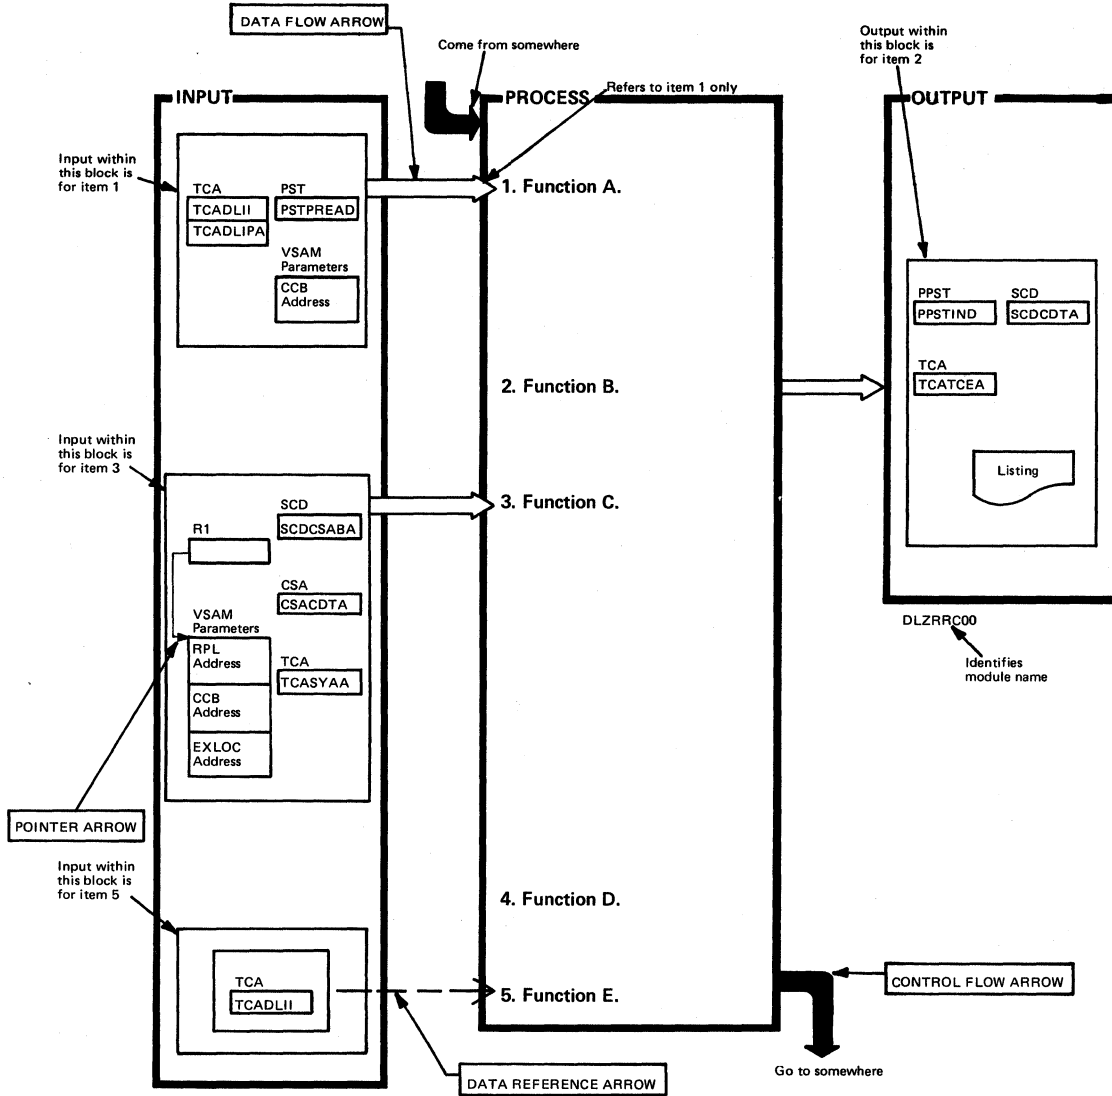 DATA FLOW ARROW
Come from somewhere
Output within
this block is
for item 2
INPUT
PROCESS
Refers to item 1 only
OUTPUT
Input within
this block is
for item 1
TCA
TCADLII
TCADLIPA
PST
PSTPREAD
VSAM
Parameters
CCB
Address
1. Function A.
PPST
PPSTIND
SCD
SCDCDTA
TCA
TCATCEA
Listing
2. Function B.
Input within
this block is
for item 3
R1
SCD
SCDCSABA
CSA
CSACDTA
VSAM
Parameters
RPL
Address
CCB
Address
EXLOC
Address
TCA
TCASYAA
3. Function C.
DLZRRC00
Identifies
module name
POINTER ARROW
Input within
this block is
for item 5
4. Function D.
TCA
TCADLII
5. Function E.
CONTROL FLOW ARROW
Go to somewhere
DATA REFERENCE ARROW